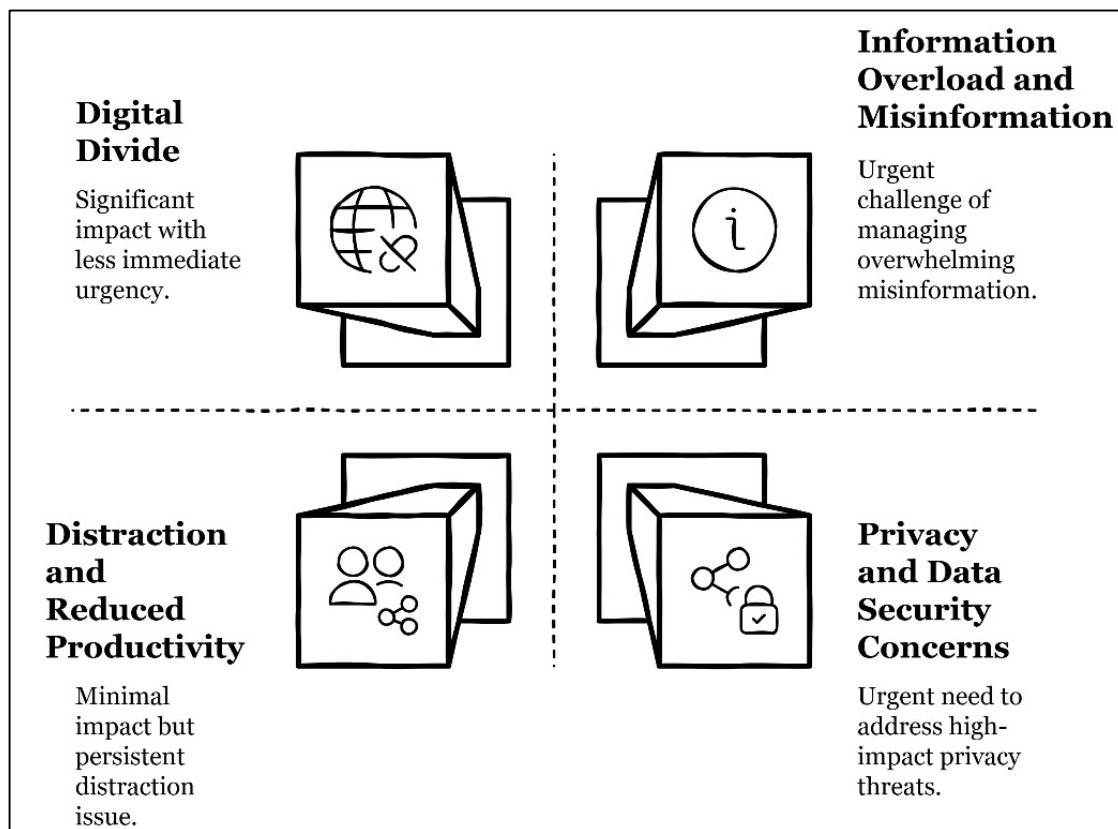 Digital
Divide
Significant
impact with
less immediate
urgency.
Information
Overload and
Misinformation
Urgent
challenge of
managing
overwhelming
misinformation.
i
Distraction
and
Reduced
Productivity
Minimal
impact but
persistent
distraction
issue.
Privacy
and Data
Security
Concerns
Urgent need to
address high-
impact privacy
threats.